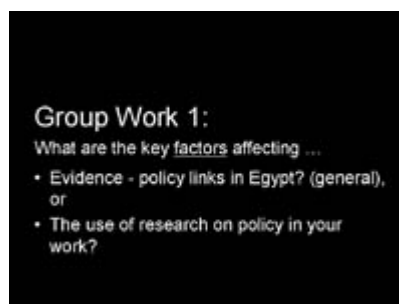 Group Work 1:
What are the key factors affecting ...
• Evidence - policy links in Egypt? (general),
or
• The use of research on policy in your
work?